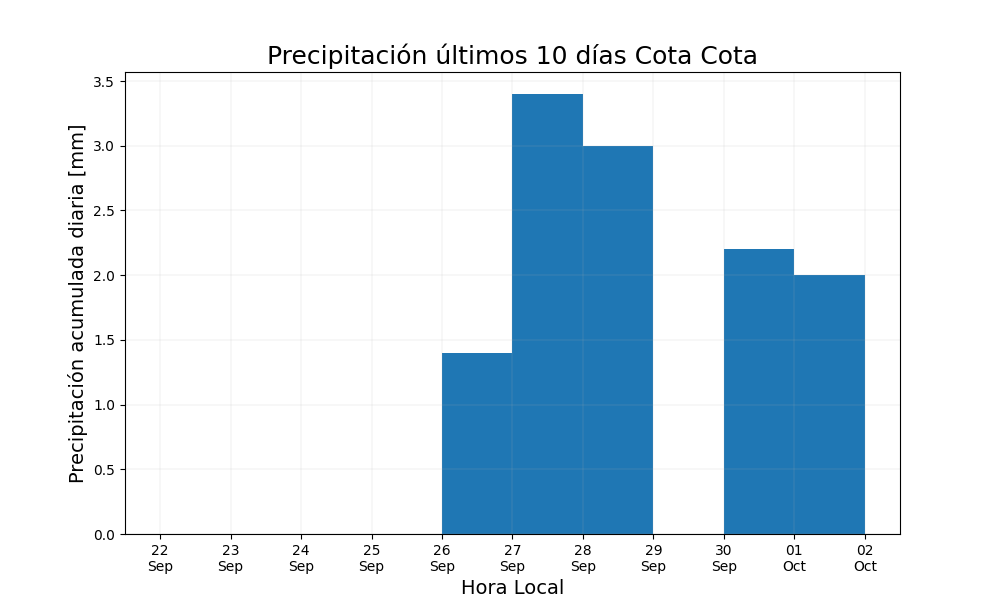 Precipitación últimos 10 días Cota Cota
Precipitación acumulada diaria [mm]
3.5
3.0
2.5
2.0
1.5
1.0
0.5
0.0
22 23 24 25 26 27 28 29 30 01 02
Sep Sep Sep Sep Sep Sep Sep Sep Sep Oct Oct
Hora Local